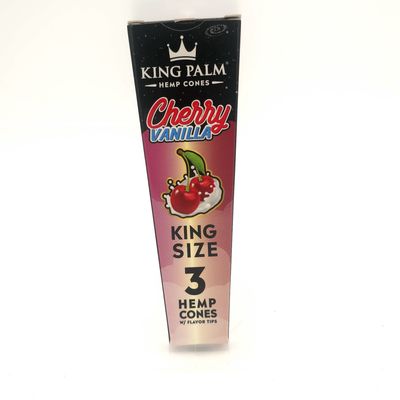 KING PALM®
HEMP CONES
Cherry
VANILLA
KING
SIZE
3
HEMP
CONES
W/ FLAVOR TIPS